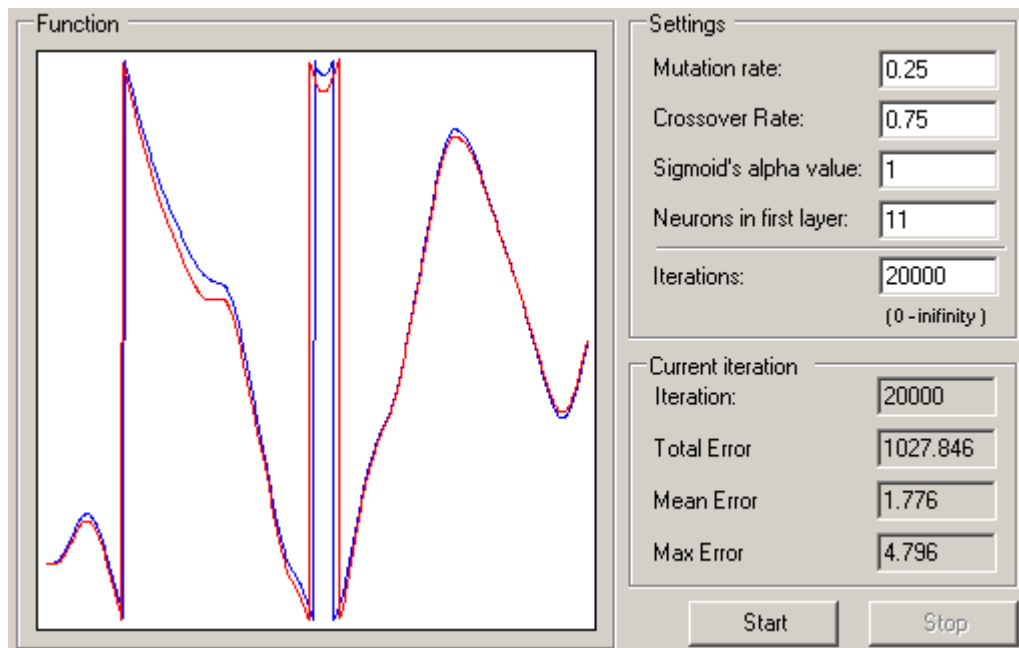 Function
Settings
Mutation rate: 0.25
Crossover Rate: 0.75
Sigmoid's alpha value: 1
Neurons in first layer: 11
Iterations: 20000
( 0 - inifinity )
Current iteration
Iteration: 20000
Total Error 1027.846
Mean Error 1.776
Max Error 4.796
Start Stop